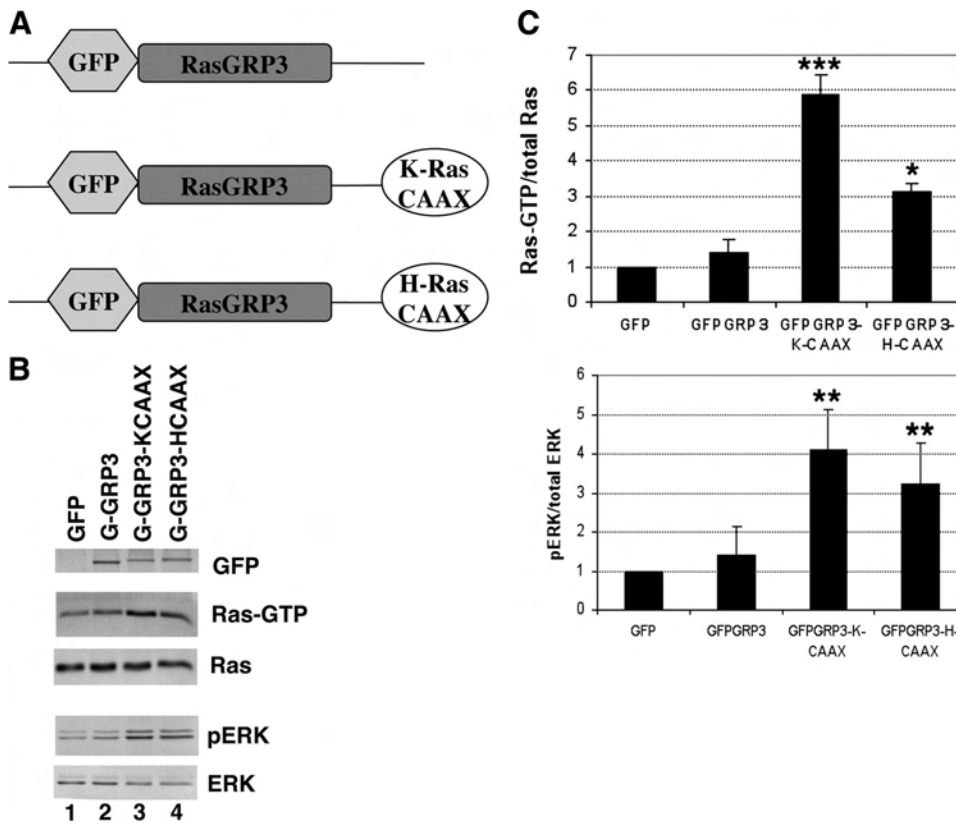 A
GFP
RasGRP3
GFP
RasGRP3
K-Ras
CAAX
GFP
RasGRP3
H-Ras
CAAX
B
GFP
G-GRP3
G-GRP3-KCAAX
G-GRP3-HCAAX
GFP
Ras-GTP
Ras
pERK
ERK
1 2 3 4
C
Ras-GTP/total Ras
7
6
5
4
3
2
1
0
***
*
GFP
GFP GRP 3
GFP GRP 3-
K-C AAX
GFP GRP 3-
H-C AAX
pERK/total ERK
6
5
4
3
2
1
0
**
**
GFP
GFPGRP3
GFPGRP3-K-
CAAX
GFPGRP3-H-
CAAX